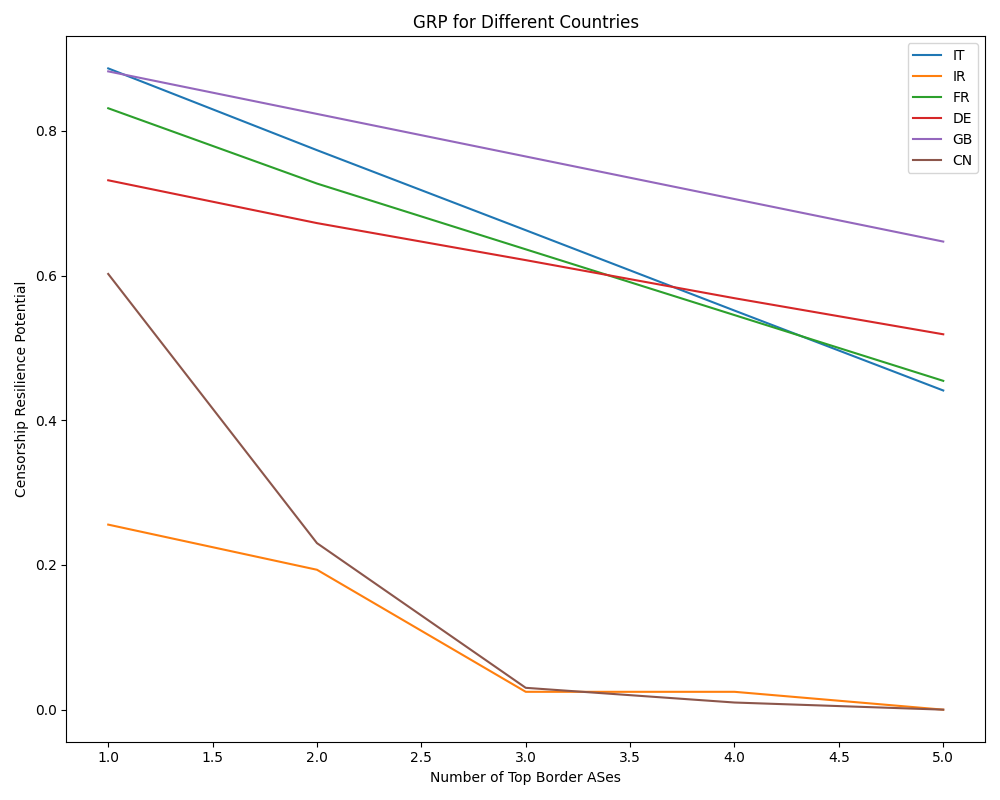 GRP for Different Countries
IT
IR
FR
DE
GB
CN
Censorship Resilience Potential
0.8
0.6
0.4
0.2
0.0
1.0 1.5 2.0 2.5 3.0 3.5 4.0 4.5 5.0
Number of Top Border ASes